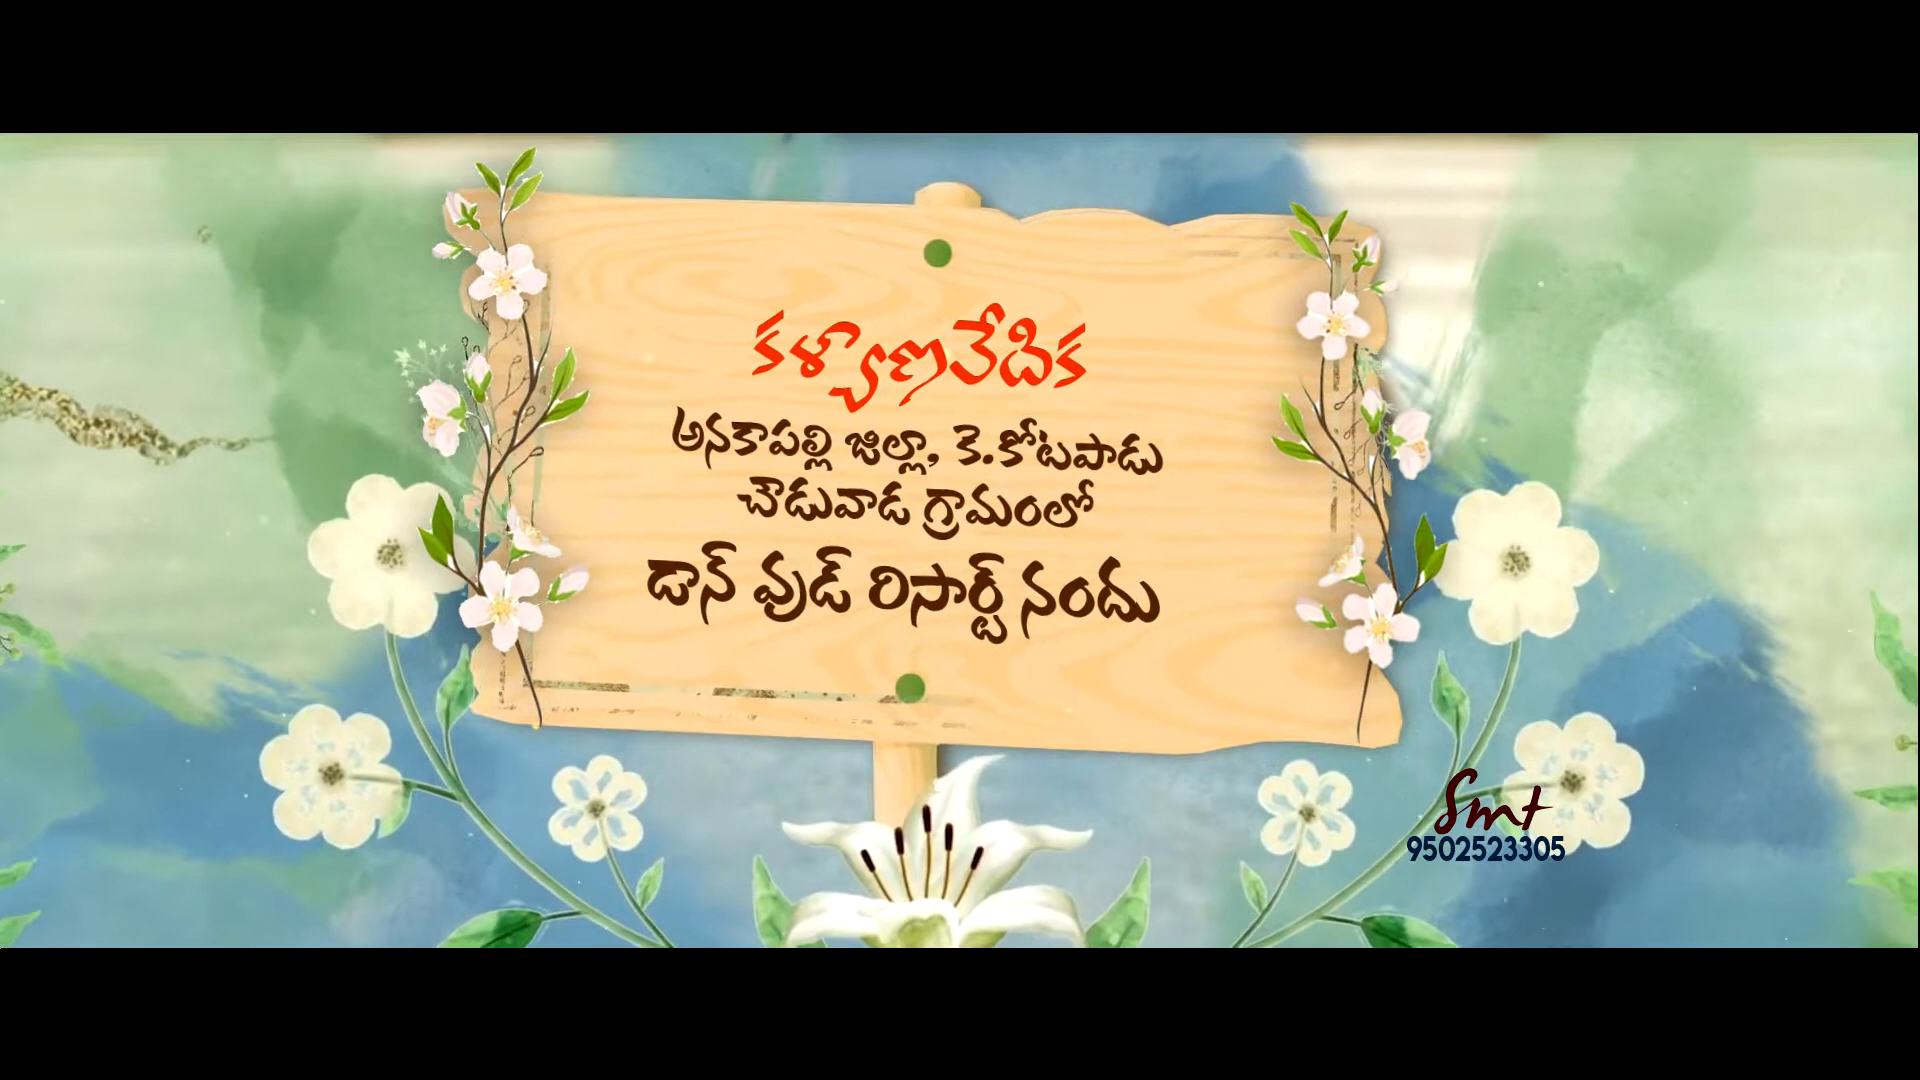 కళ్యాణవేదిక
అనకాపల్లి జిల్లా, కె.కోటపాడు
చౌడువాడ గ్రామంలో
డాన్ వుడ్ రిసార్ట్ నందు
Smt
9502523305